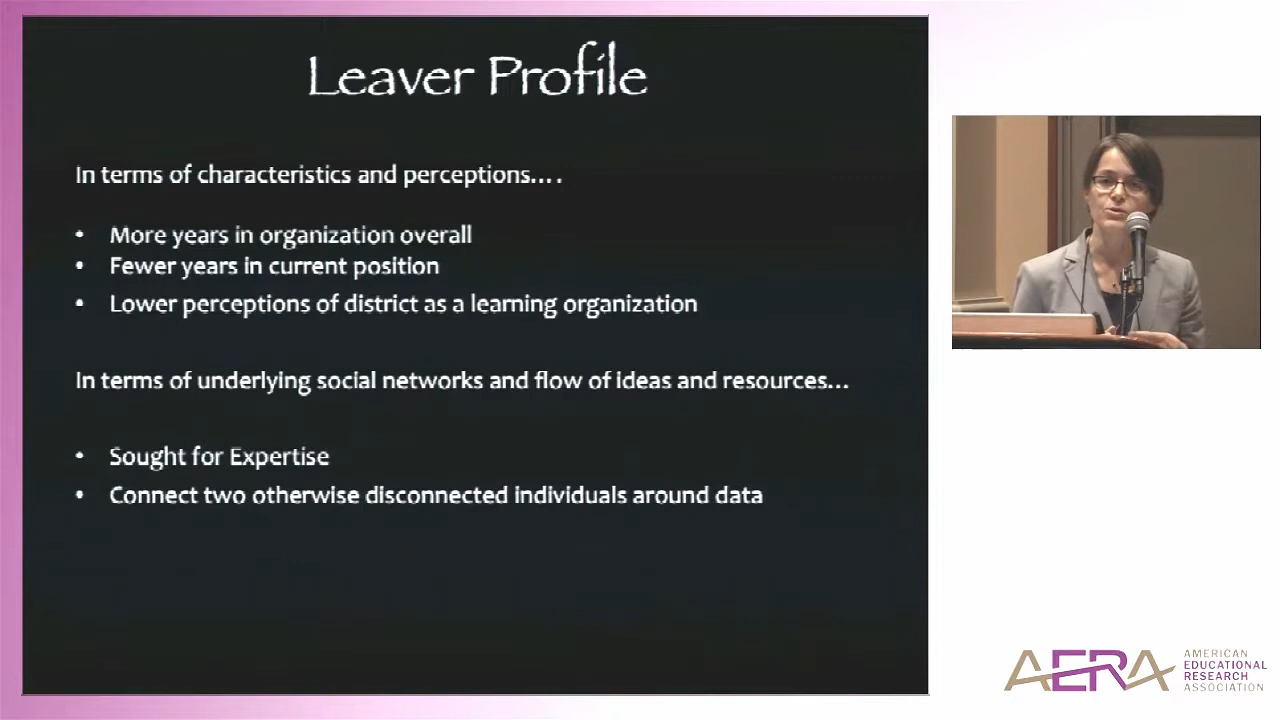 Leaver Profile
In terms of characteristics and perceptions….
• More years in organization overall
• Fewer years in current position
• Lower perceptions of district as a learning organization
In terms of underlying social networks and flow of ideas and resources…
• Sought for Expertise
• Connect two otherwise disconnected individuals around data
AERA
AMERICAN
EDUCATIONAL
RESEARCH
ASSOCIATION